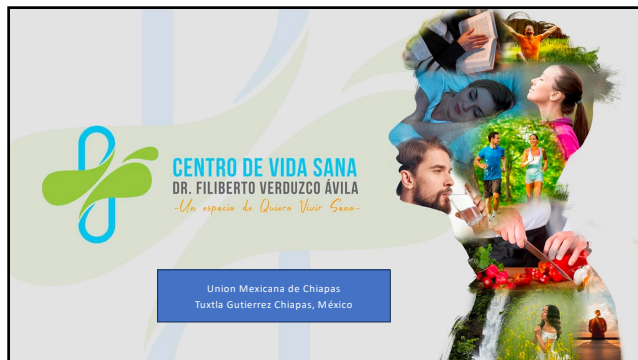 CENTRO DE VIDA SANA
DR. FILIBERTO VERDUZCO ÁVILA
-Un espacio de Quiero Vivir Sano-
Union Mexicana de Chiapas
Tuxtla Gutierrez Chiapas, México